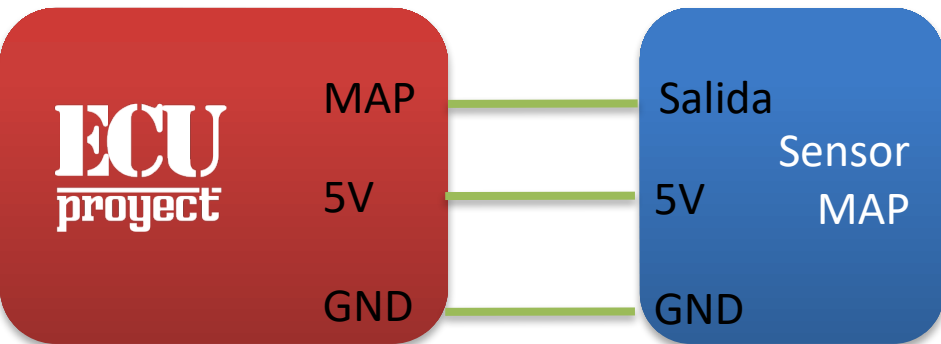 ECU
proyect
MAP
5V
GND
Salida
5V
GND
Sensor
MAP